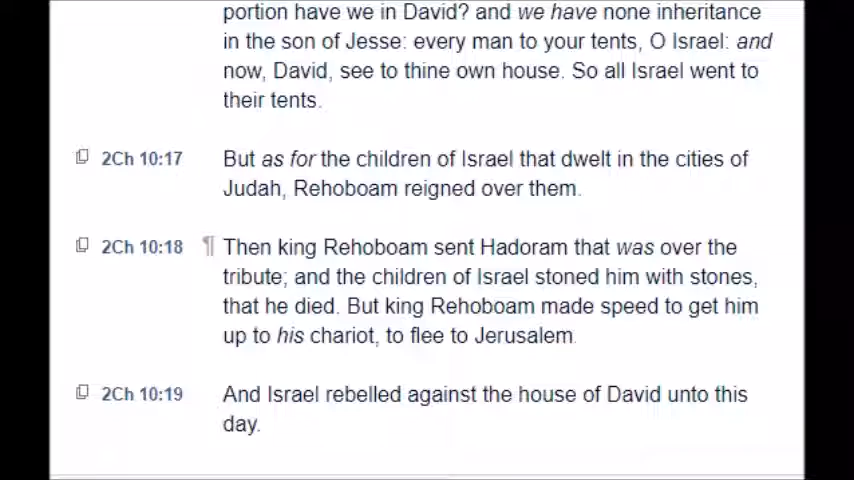 portion have we in David? and we have none inheritance
in the son of Jesse: every man to your tents, O Israel: and
now, David, see to thine own house. So all Israel went to
their tents.
2Ch 10:17 But as for the children of Israel that dwelt in the cities of
Judah, Rehoboam reigned over them.
2Ch 10:18 ¶ Then king Rehoboam sent Hadoram that was over the
tribute; and the children of Israel stoned him with stones,
that he died. But king Rehoboam made speed to get him
up to his chariot, to flee to Jerusalem.
2Ch 10:19 And Israel rebelled against the house of David unto this
day.